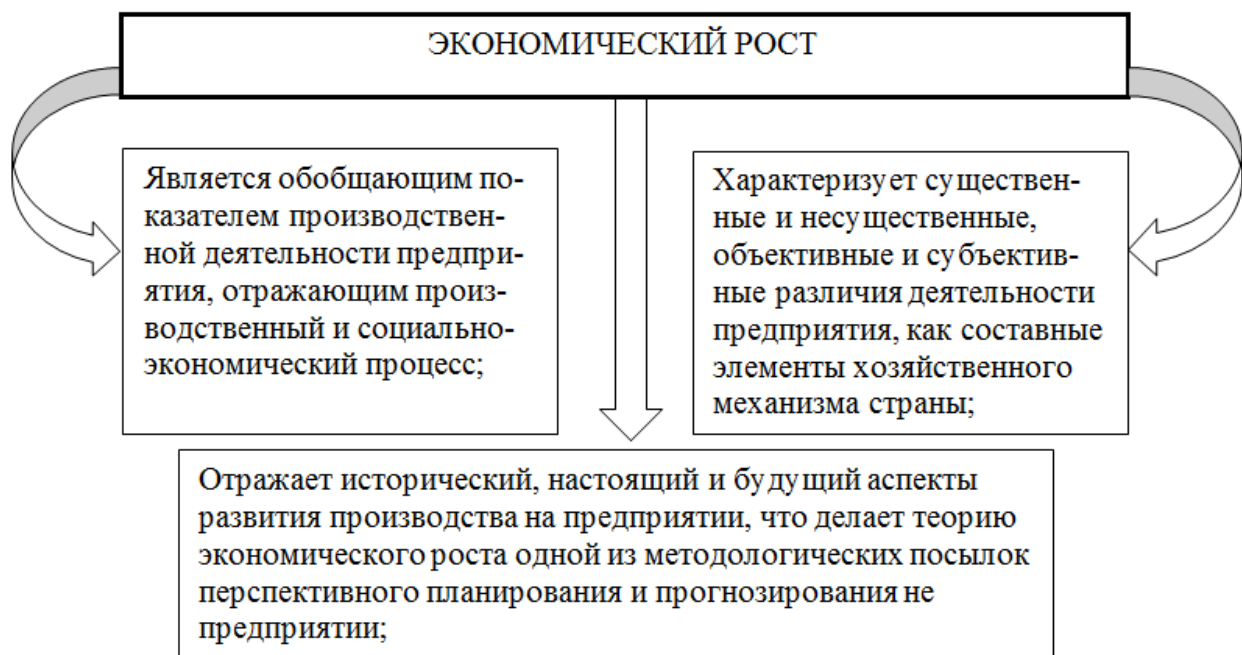 ЭКОНОМИЧЕСКИЙ РОСТ
Является обобщающим по-
казателем производствен-
ной деятельности предпри-
ятия, отражающим произ-
водственный и социально-
экономический процесс;
Характеризует существен-
ные и несущественные,
объективные и субъектив-
ные различия деятельности
предприятия, как составные
элементы хозяйственного
механизма страны;
Отражает исторический, настоящий и будущий аспекты
развития производства на предприятии, что делает теорию
экономического роста одной из методологических посылок
перспективного планирования и прогнозирования не
предприятии;